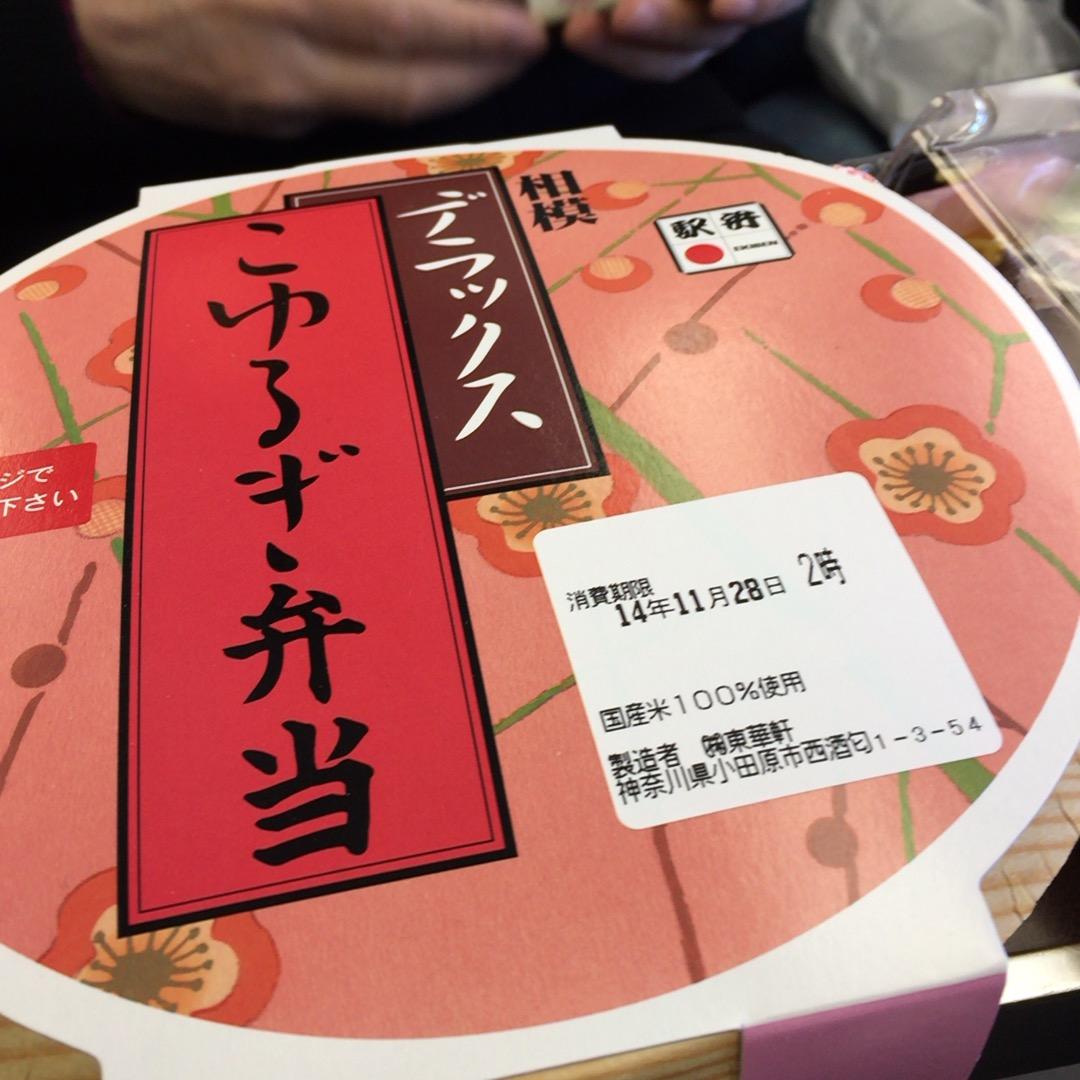 相模
駅弁
EKIBEN
デラックス
こゆるぎ弁当
ジで
下さい
消費期限
14年11月28日 2時
国産米100%使用
製造者 ㈱東華軒
神奈川県小田原市西酒匂1-3-54